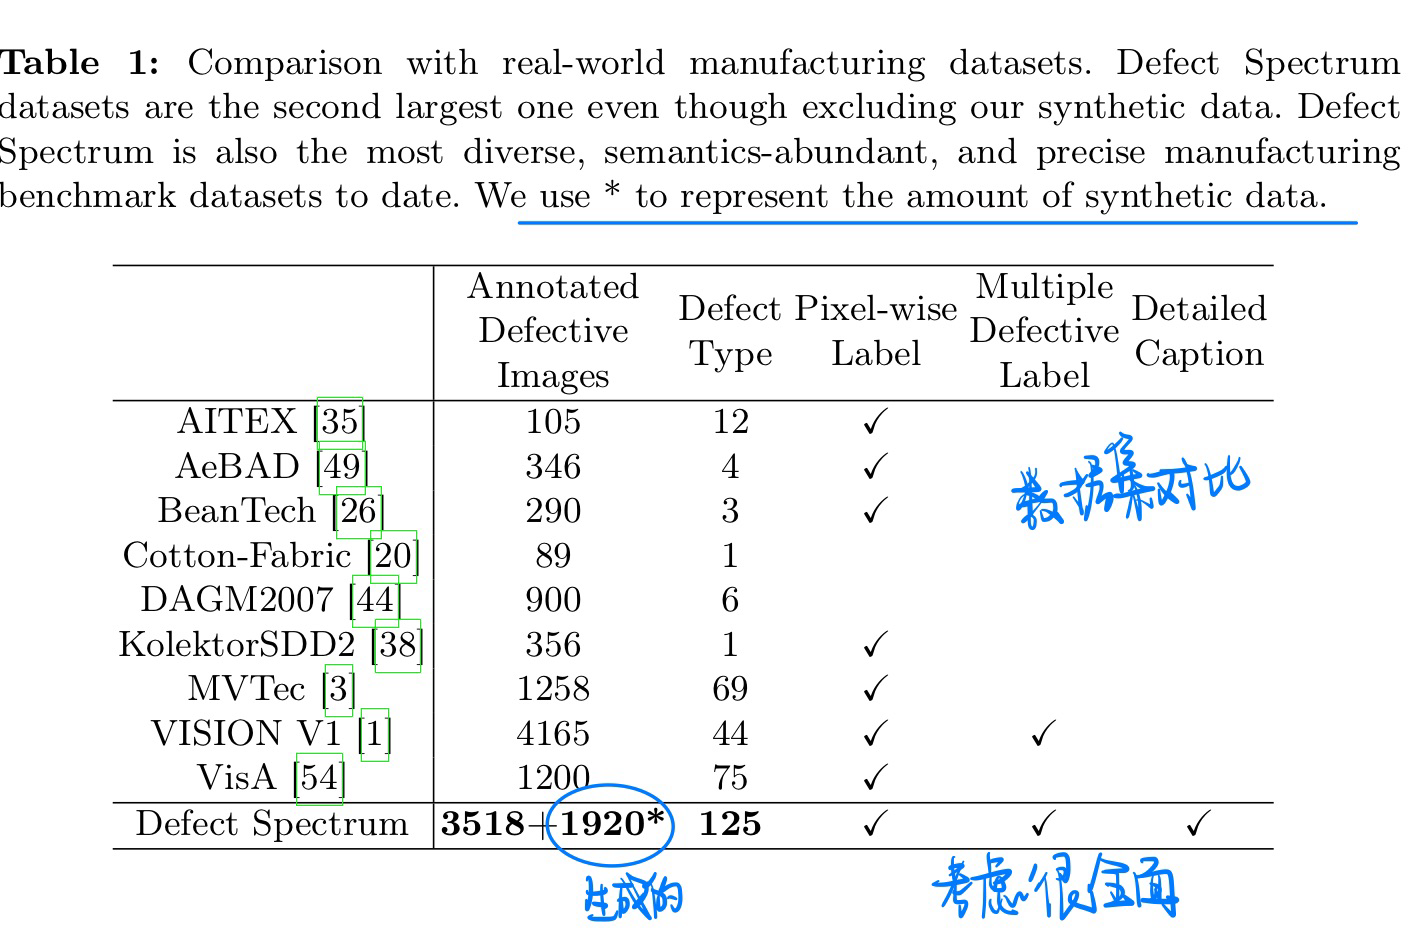 Table 1: Comparison with real-world manufacturing datasets. Defect Spectrum
datasets are the second largest one even though excluding our synthetic data. Defect
Spectrum is also the most diverse, semantics-abundant, and precise manufacturing
benchmark datasets to date. We use * to represent the amount of synthetic data.
Annotated Defective Images Defect Type Pixel-wise Label Multiple Defective Label Detailed Caption
AITEX [35] 105 12 ✓
AeBAD [49] 346 4 ✓
BeanTech [26] 290 3 ✓
Cotton-Fabric [20] 89 1
DAGM2007 [44] 900 6
KolektorSDD2 [38] 356 1 ✓
MVTec [3] 1258 69 ✓
VISION V1 [1] 4165 44 ✓ ✓
VisA [54] 1200 75 ✓
Defect Spectrum 3518+1920* 125 ✓ ✓ ✓
数据集对比
生成的
考虑很全面